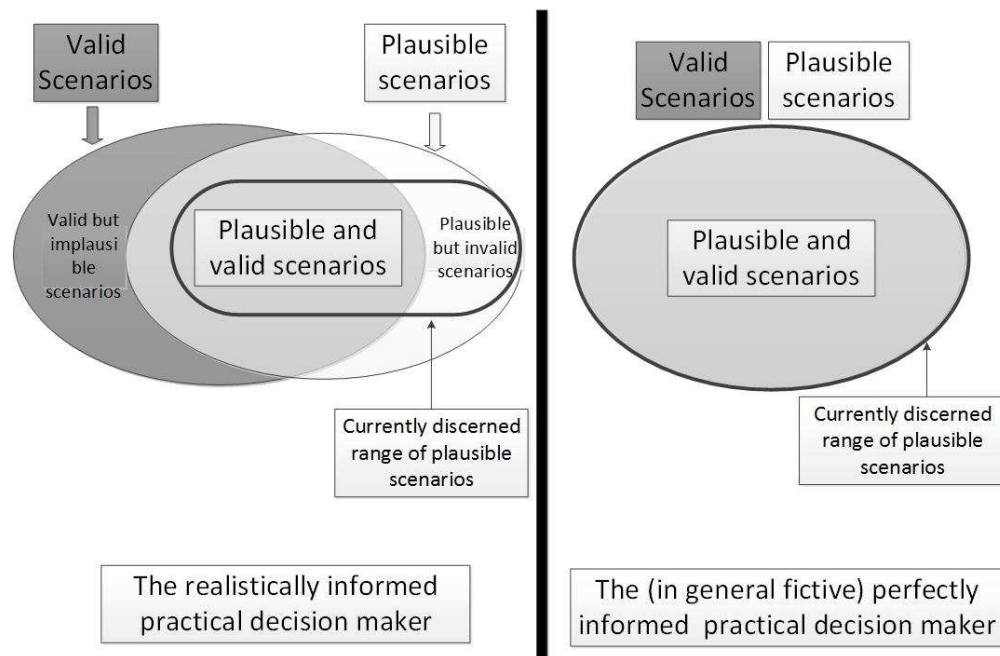 Valid
Scenarios
Plausible
scenarios
Valid but
implausi
ble
scenarios
Plausible and
valid scenarios
Plausible
but invalid
scenarios
Currently discerned
range of plausible
scenarios
The realistically informed
practical decision maker
Valid
Scenarios
Plausible
scenarios
Plausible and
valid scenarios
Currently discerned
range of plausible
scenarios
The (in general fictive) perfectly
informed practical decision maker